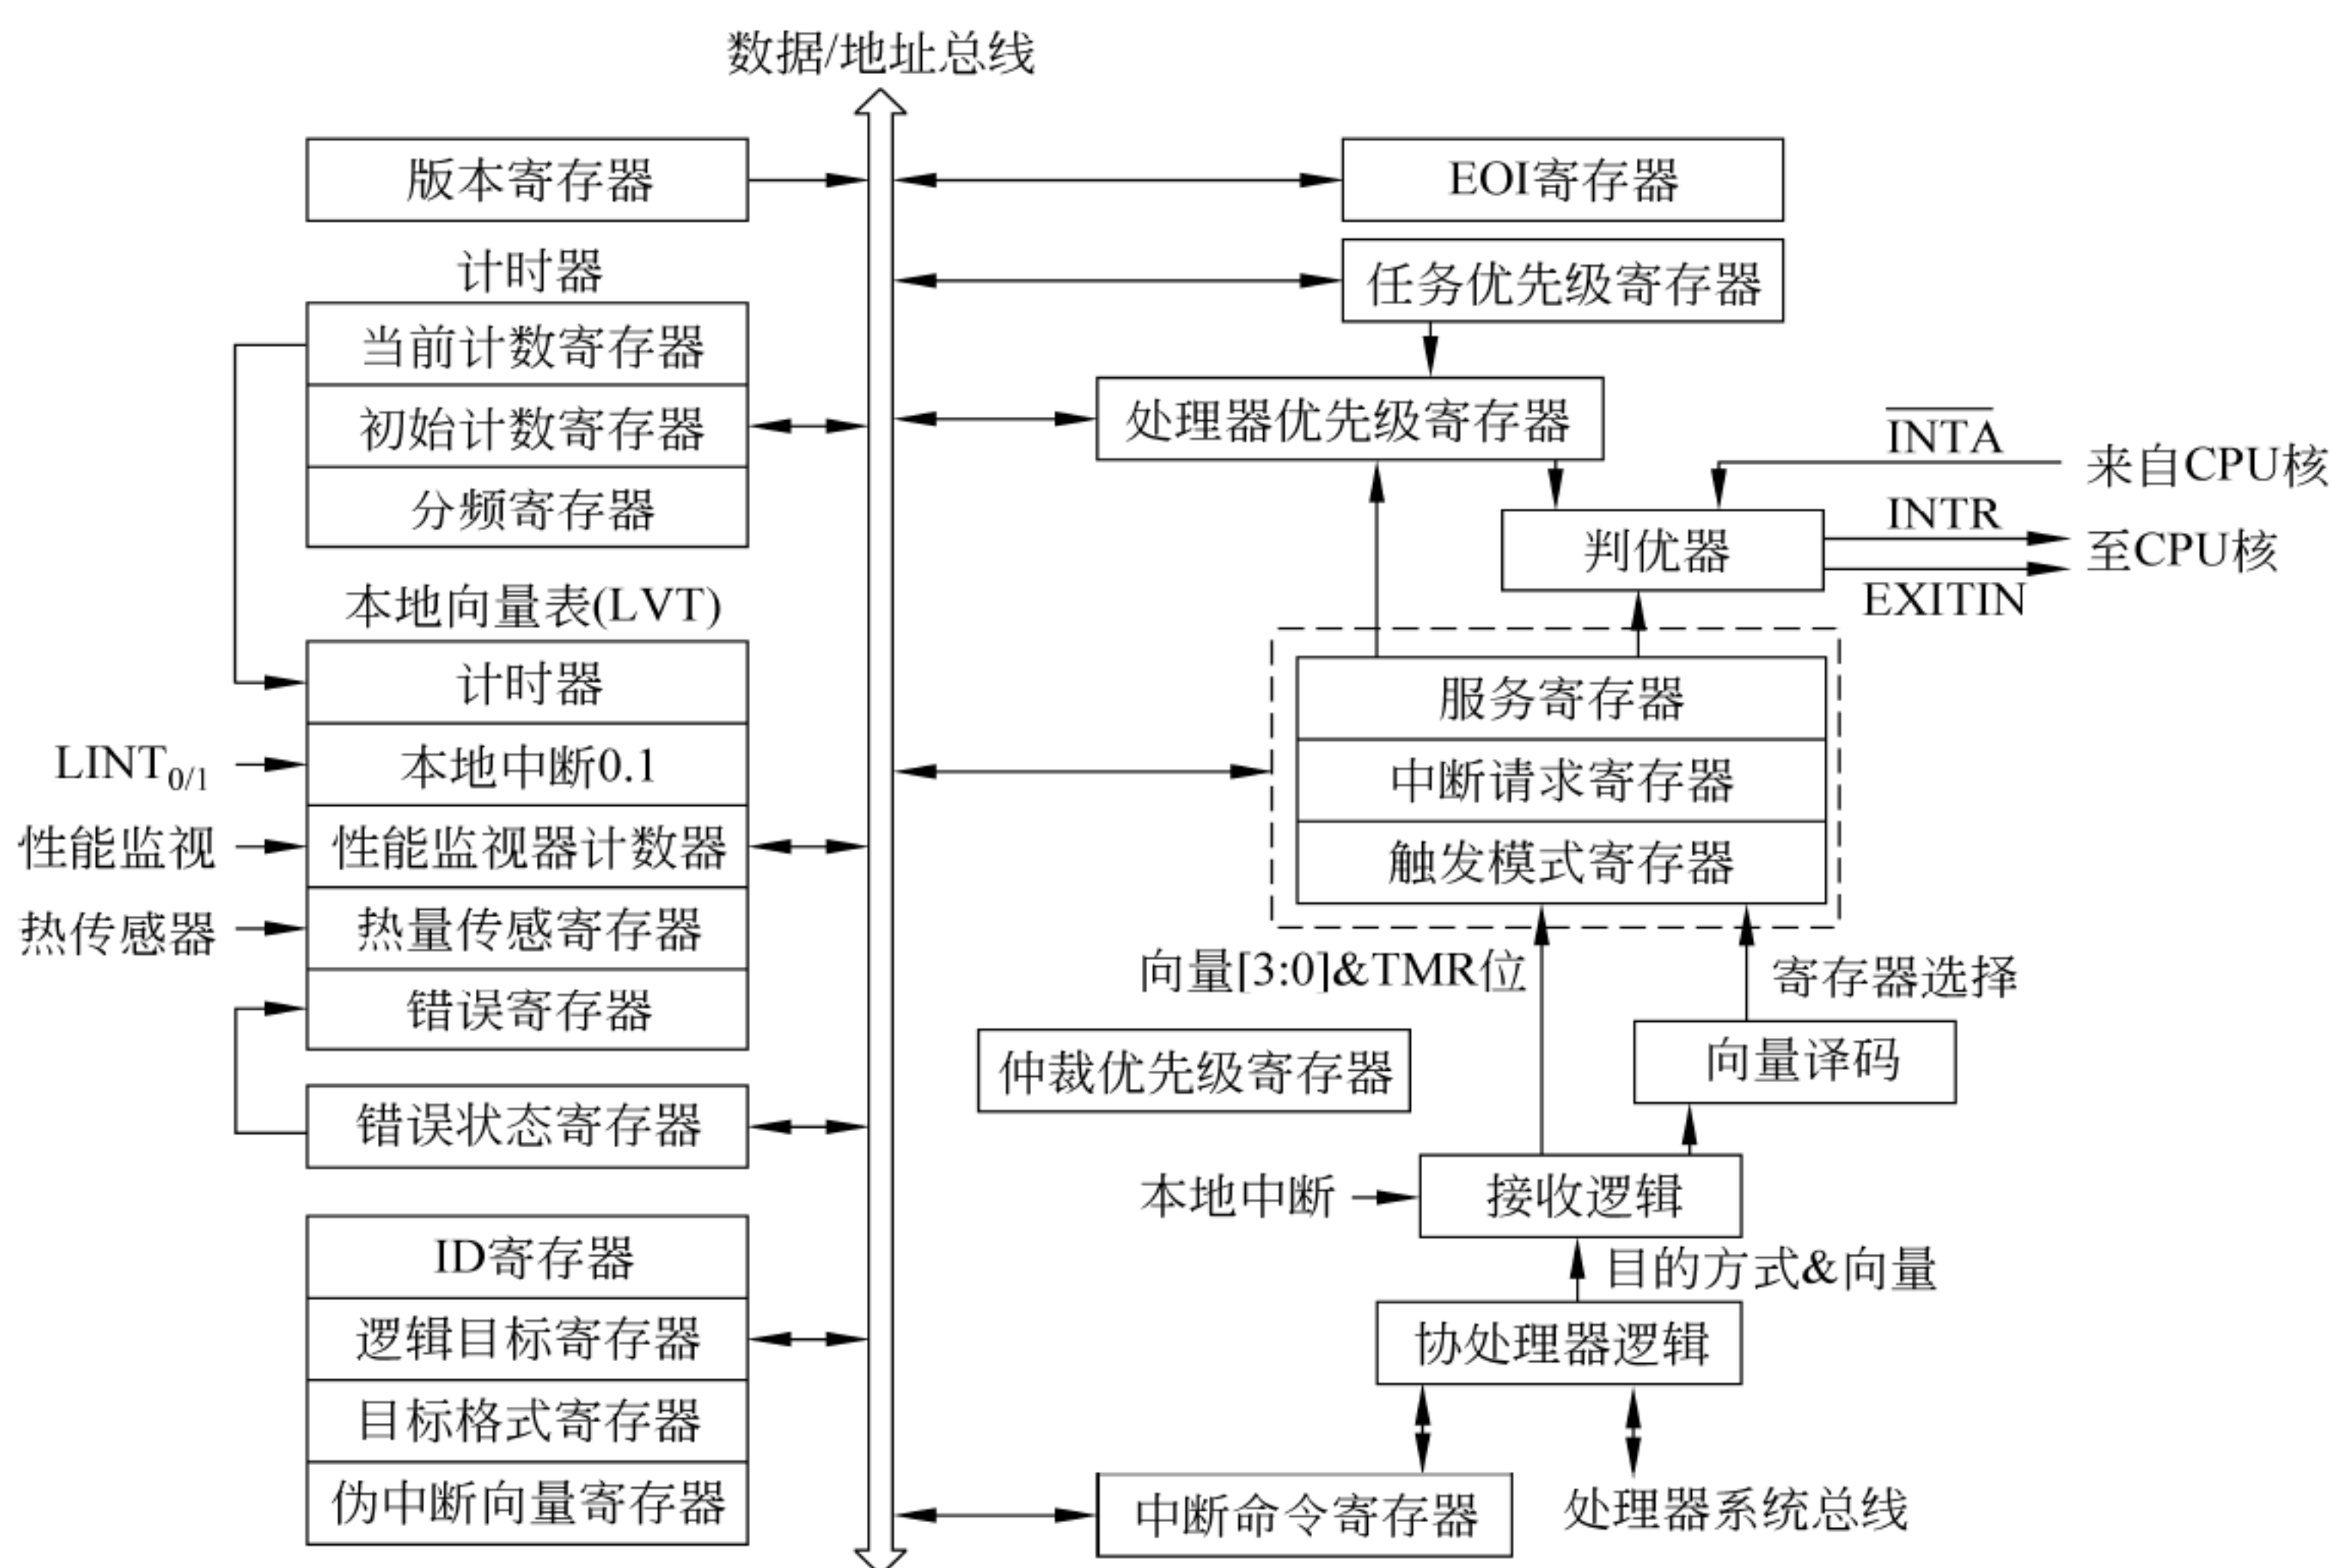 数据/地址总线
版本寄存器
计时器
当前计数寄存器
初始计数寄存器
分频寄存器
本地向量表(LVT)
计时器
LINT0/1
本地中断0.1
性能监视
性能监视器计数器
热传感器
热量传感寄存器
错误寄存器
错误状态寄存器
ID寄存器
逻辑目标寄存器
目标格式寄存器
伪中断向量寄存器
EOI寄存器
任务优先级寄存器
处理器优先级寄存器
INTA
来自CPU核
判优器
INTR
至CPU核
EXITIN
服务寄存器
中断请求寄存器
触发模式寄存器
向量[3:0]&TMR位
寄存器选择
仲裁优先级寄存器
向量译码
本地中断
接收逻辑
目的方式&向量
协处理器逻辑
中断命令寄存器
处理器系统总线